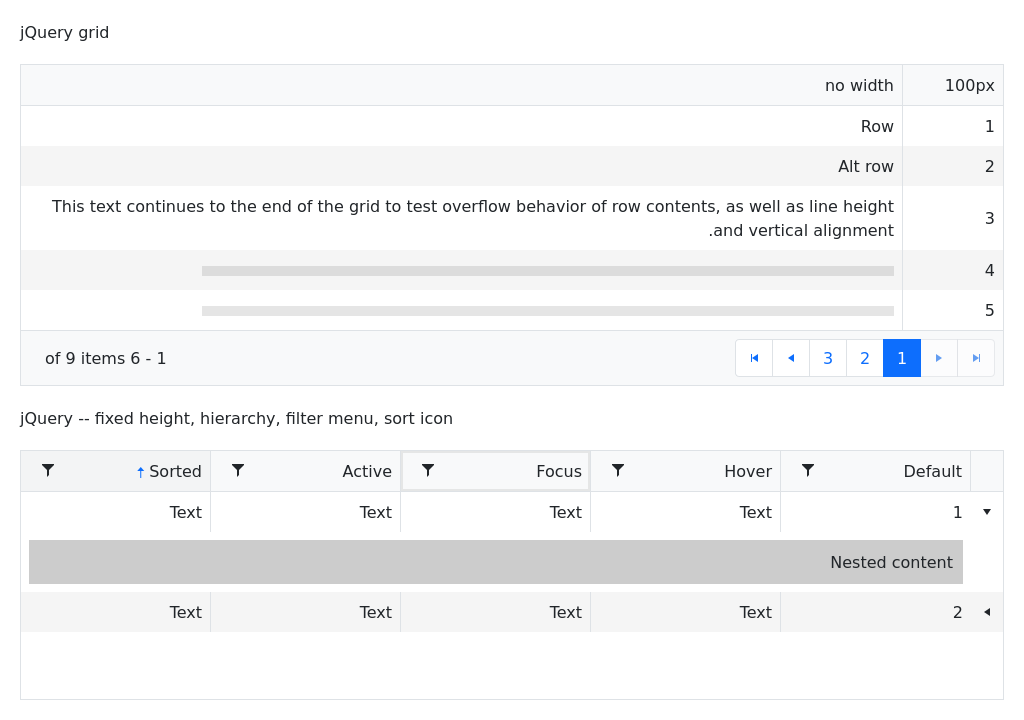 jQuery grid
100px no width
1 Row
2 Alt row
3 This text continues to the end of the grid to test overflow behavior of row contents, as well as line height
and vertical alignment.
4
5
1 2 3 1 - 6 of 9 items
jQuery -- fixed height, hierarchy, filter menu, sort icon
Default Hover Focus Active Sorted
1 Text Text Text Text
Nested content
2 Text Text Text Text